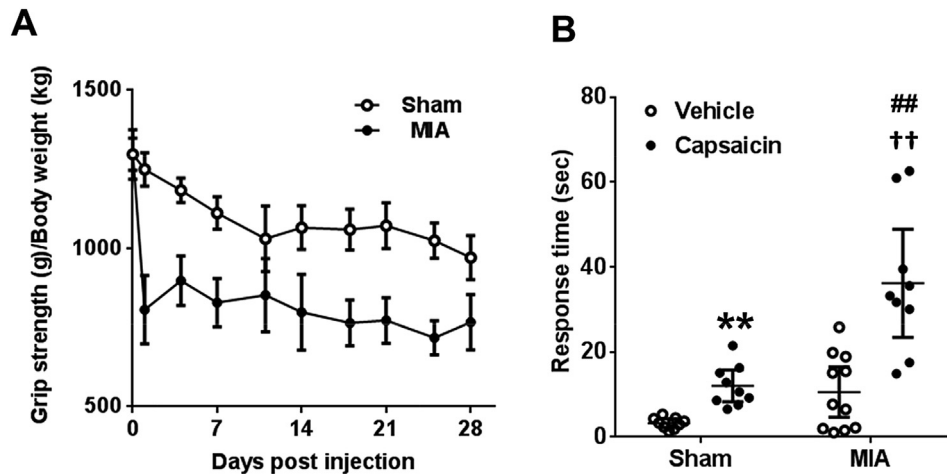 A
Grip strength (g)/Body weight (kg)
1500
1000
500
Sham
MIA
0 7 14 21 28
Days post injection
B
Response time (sec)
80
60
40
20
0
Vehicle
Capsaicin
##
††
**
Sham MIA